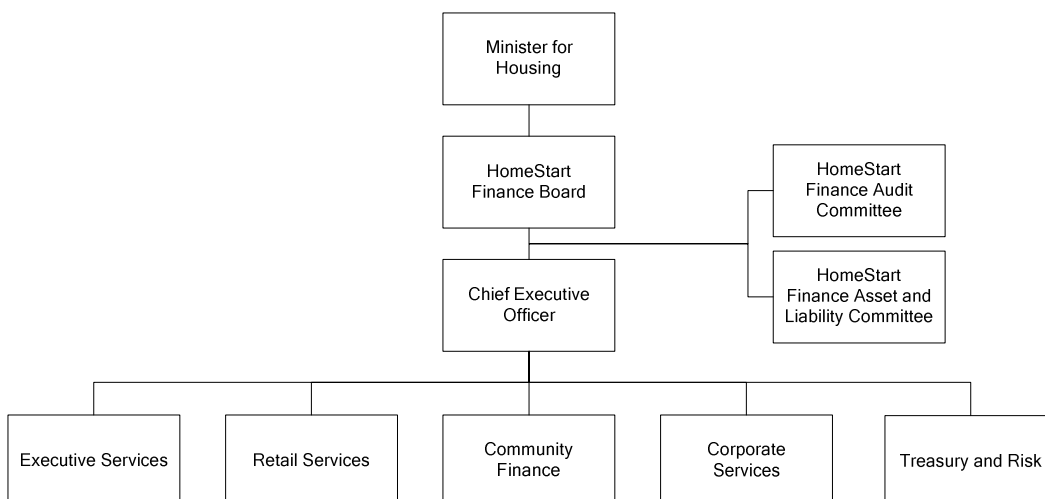 Minister for
Housing
HomeStart
Finance Board
HomeStart
Finance Audit
Committee
HomeStart
Finance Asset and
Liability Committee
Chief Executive
Officer
Executive Services
Retail Services
Community
Finance
Corporate
Services
Treasury and Risk